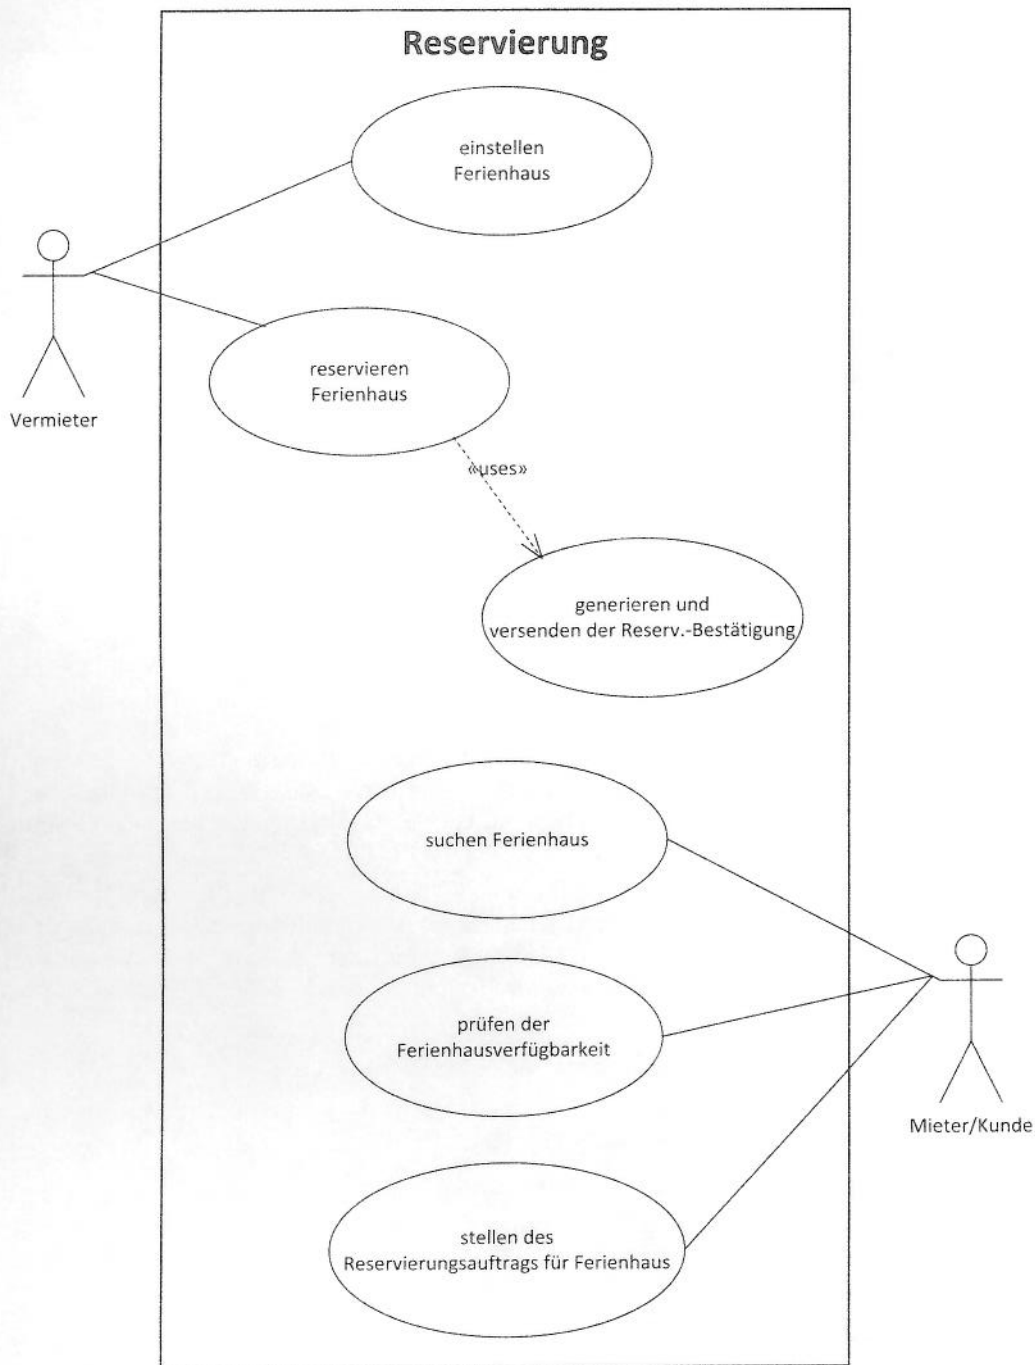 Reservierung
einstellen
Ferienhaus
reservieren
Ferienhaus
Vermieter
«uses»
generieren und
versenden der Reserv.-Bestätigung
suchen Ferienhaus
prüfen der
Ferienhausverfügbarkeit
Mieter/Kunde
stellen des
Reservierungsauftrags für Ferienhaus